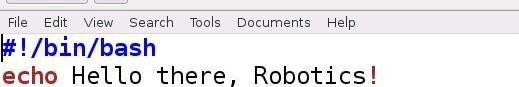 File Edit View Search Tools Documents Help
#!/bin/bash
echo Hello there, Robotics!